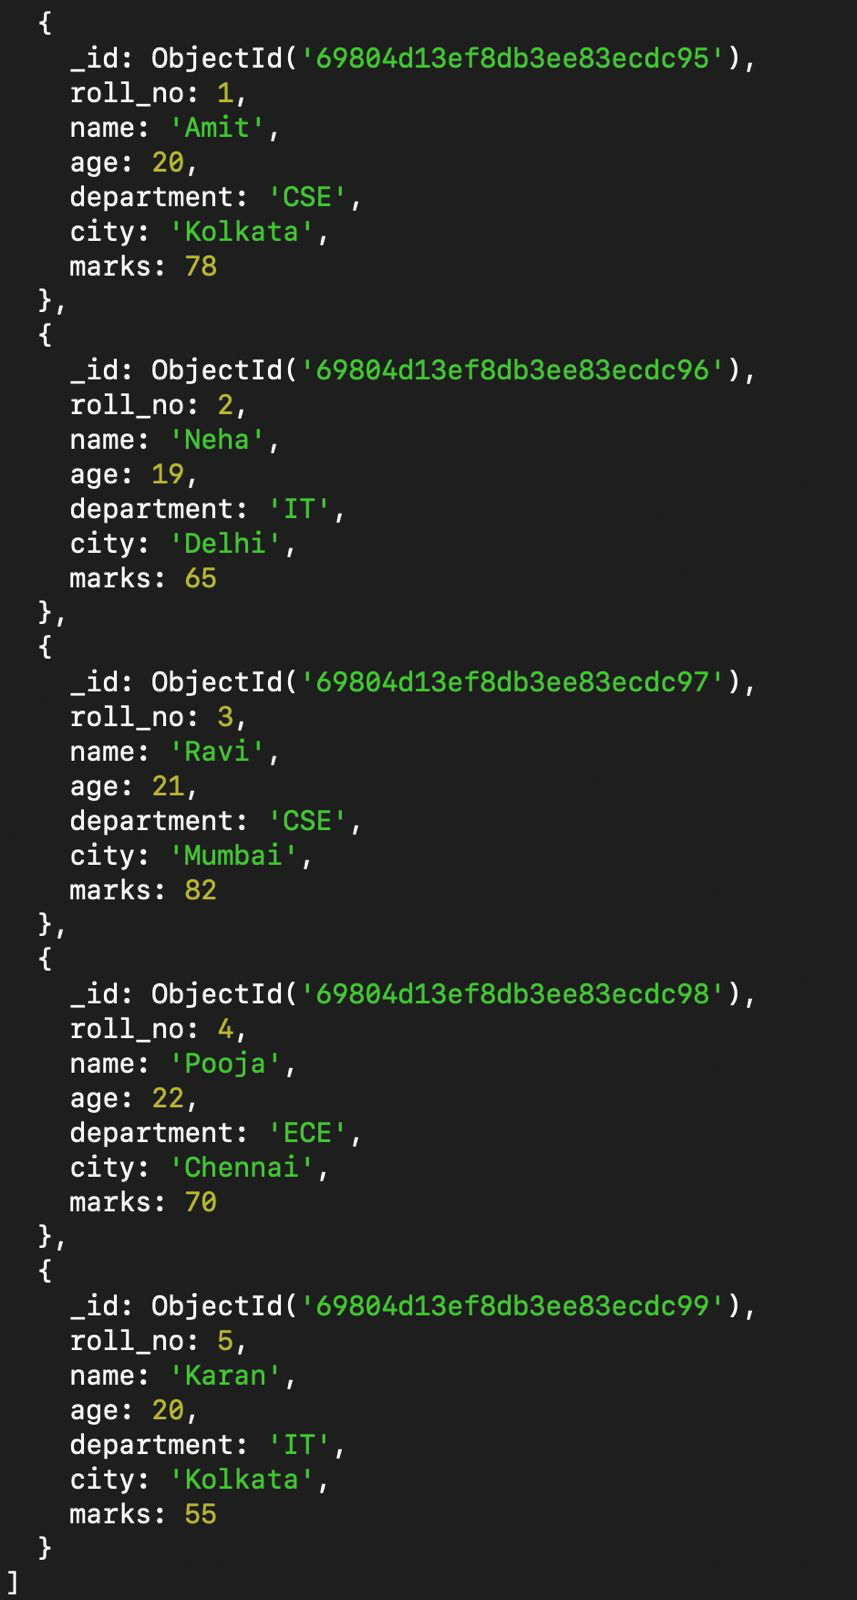 {
_id: ObjectId('69804d13ef8db3ee83ecdc95'),
roll_no: 1,
name: 'Amit',
age: 20,
department: 'CSE',
city: 'Kolkata',
marks: 78
},
{
_id: ObjectId('69804d13ef8db3ee83ecdc96'),
roll_no: 2,
name: 'Neha',
age: 19,
department: 'IT',
city: 'Delhi',
marks: 65
},
{
_id: ObjectId('69804d13ef8db3ee83ecdc97'),
roll_no: 3,
name: 'Ravi',
age: 21,
department: 'CSE',
city: 'Mumbai',
marks: 82
},
{
_id: ObjectId('69804d13ef8db3ee83ecdc98'),
roll_no: 4,
name: 'Pooja',
age: 22,
department: 'ECE',
city: 'Chennai',
marks: 70
},
{
_id: ObjectId('69804d13ef8db3ee83ecdc99'),
roll_no: 5,
name: 'Karan',
age: 20,
department: 'IT',
city: 'Kolkata',
marks: 55
}
]